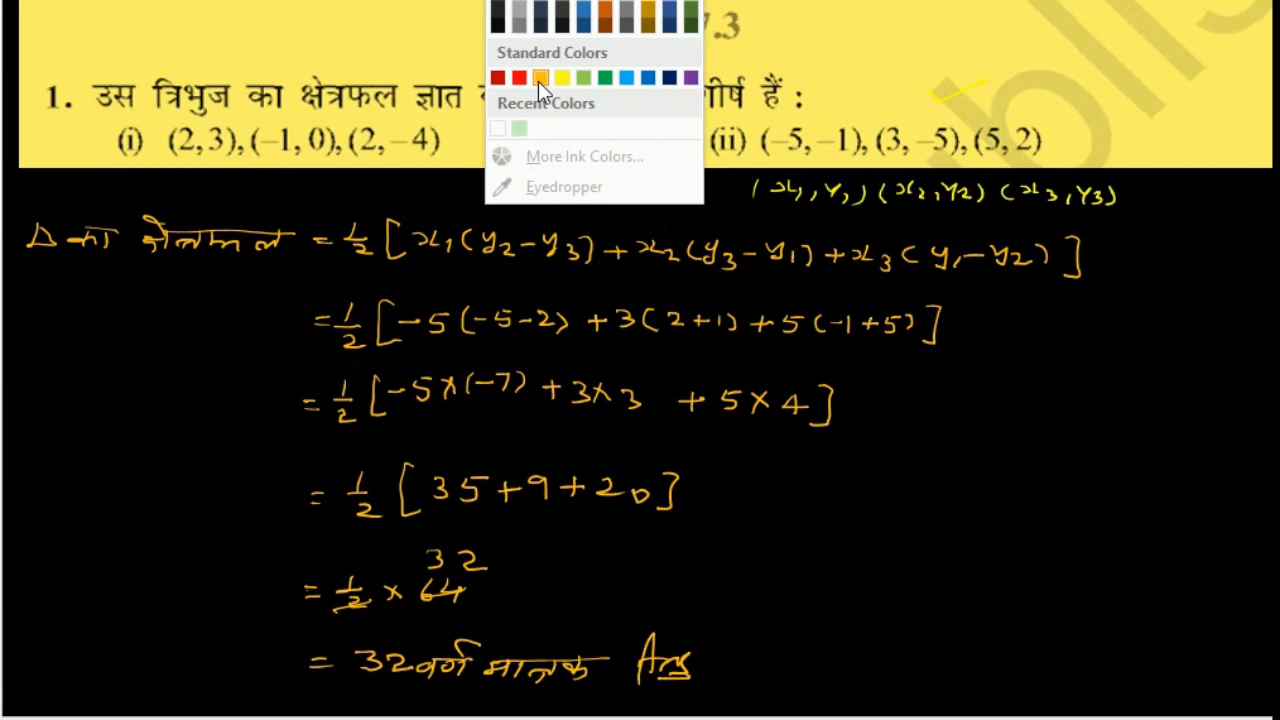 7.3
Standard Colors
1. उस त्रिभुज का क्षेत्रफल ज्ञात शीर्ष हैं :
Recent Colors
(i) (2, 3), (–1, 0), (2, – 4) (ii) (–5, –1), (3, –5), (5, 2)
More Ink Colors...
Eyedropper
(x1, y1) (x2, y2) (x3, y3)
Δ का क्षेत्रफल = 1/2 [x1(y2 - y3) + x2(y3 - y1) + x3(y1 - y2)]
= 1/2 [-5(-5-2) + 3(2+1) + 5(-1+5)]
= 1/2 [-5×(-7) + 3×3 + 5×4]
= 1/2 [35+9+20]
32
= 1/2 × 64
= 32 वर्ग मात्रक Ans